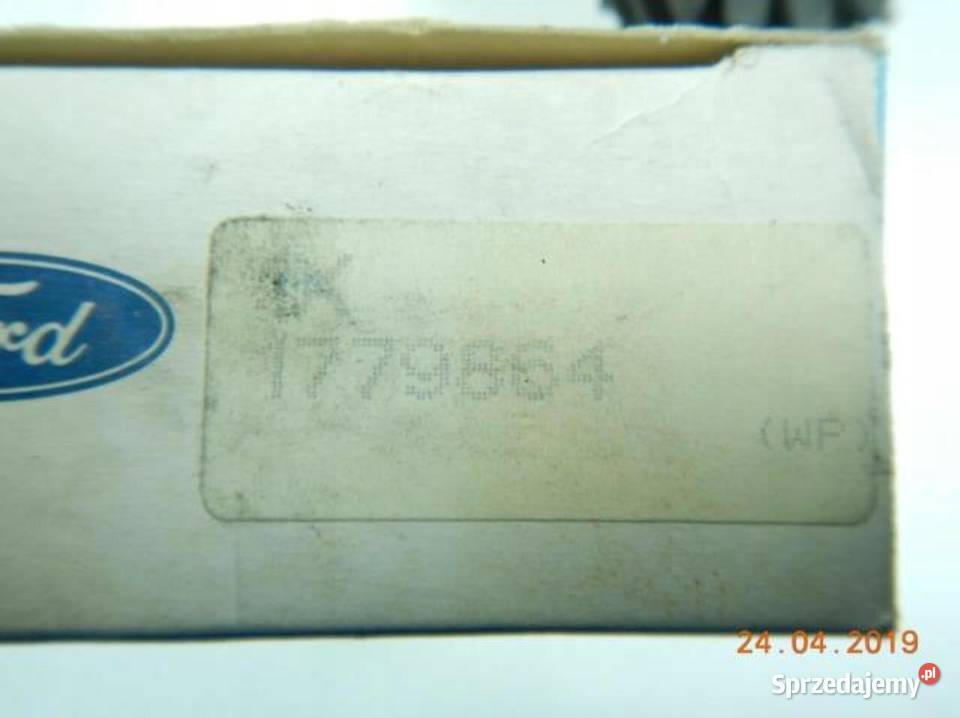 Ford
K
1779864
(WP)
24.04.2019
Sprzedajemy.pl